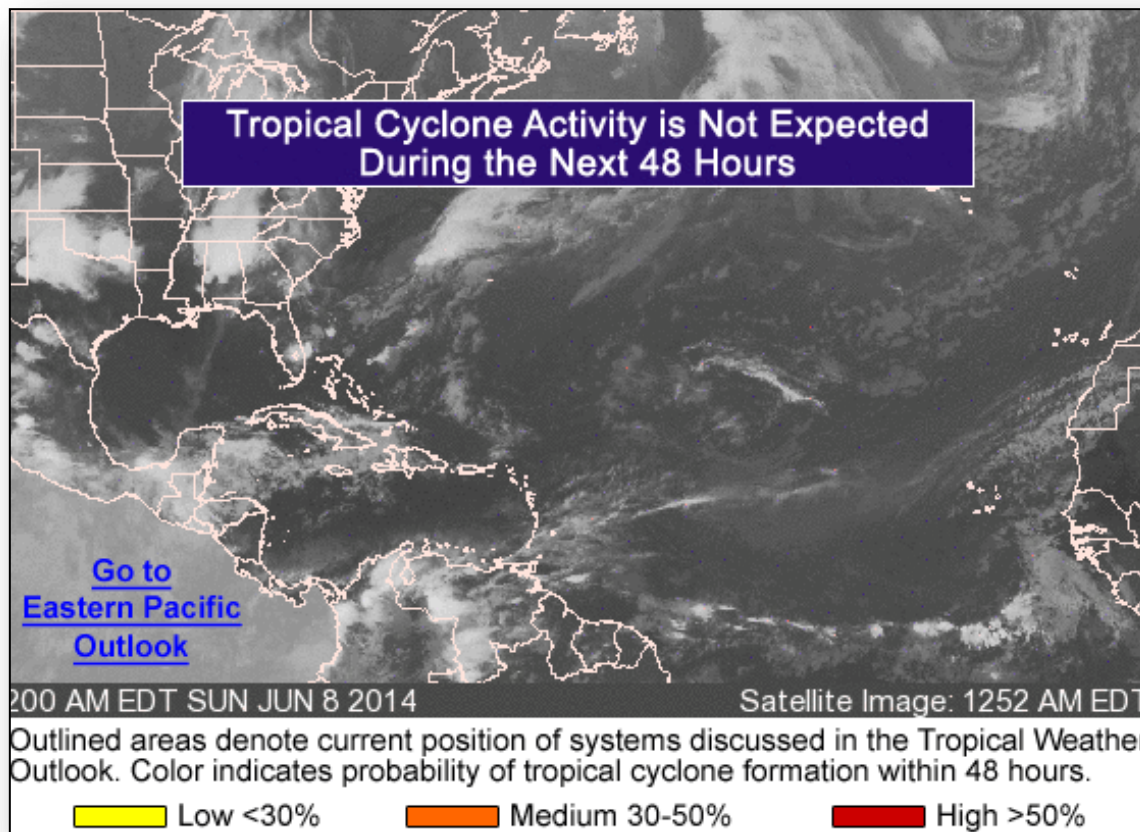 Tropical Cyclone Activity is Not Expected
During the Next 48 Hours
Go to
Eastern Pacific
Outlook
200 AM EDT SUN JUN 8 2014
Satellite Image: 1252 AM EDT
Outlined areas denote current position of systems discussed in the Tropical Weather
Outlook. Color indicates probability of tropical cyclone formation within 48 hours.
Low <30%
Medium 30-50%
High >50%